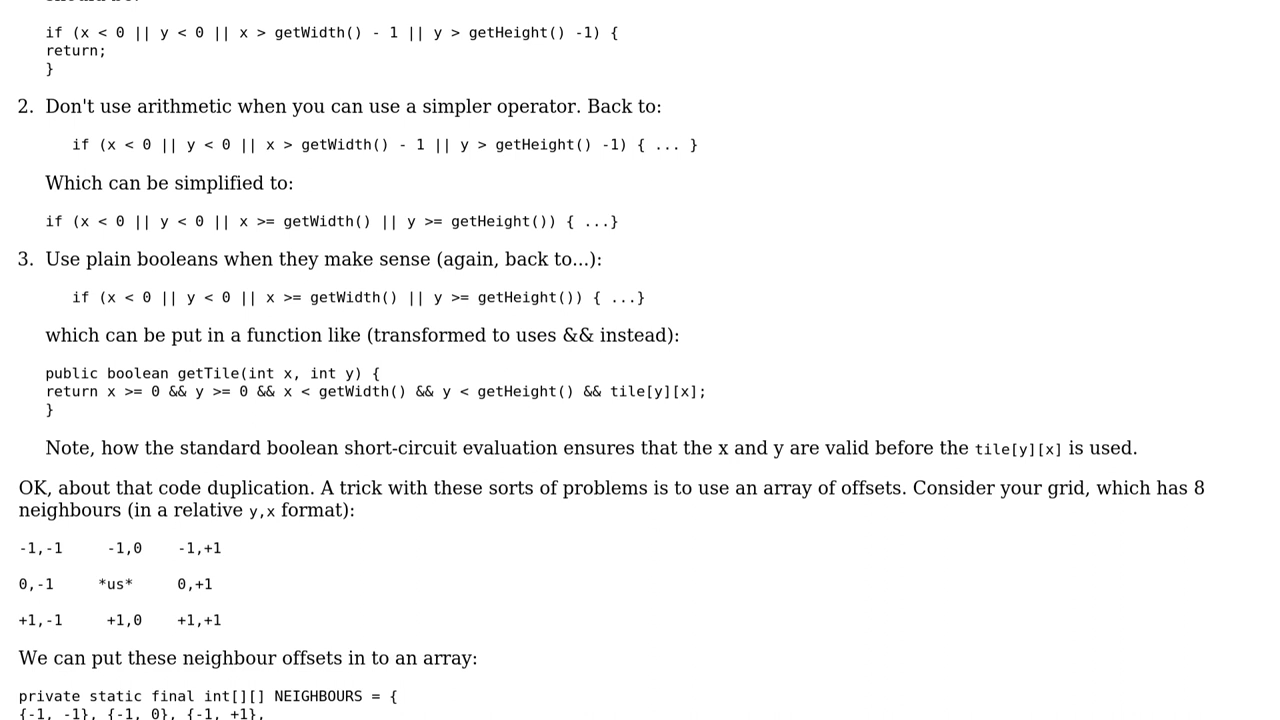 if (x < 0 || y < 0 || x > getWidth() - 1 || y > getHeight() -1) {
return;
}
2. Don't use arithmetic when you can use a simpler operator. Back to:
if (x < 0 || y < 0 || x > getWidth() - 1 || y > getHeight() -1) { ... }
Which can be simplified to:
if (x < 0 || y < 0 || x >= getWidth() || y >= getHeight()) { ...}
3. Use plain booleans when they make sense (again, back to...):
if (x < 0 || y < 0 || x >= getWidth() || y >= getHeight()) { ...}
which can be put in a function like (transformed to uses && instead):
public boolean getTile(int x, int y) {
return x >= 0 && y >= 0 && x < getWidth() && y < getHeight() && tile[y][x];
}
Note, how the standard boolean short-circuit evaluation ensures that the x and y are valid before the tile[y][x] is used.
OK, about that code duplication. A trick with these sorts of problems is to use an array of offsets. Consider your grid, which has 8
neighbours (in a relative y,x format):
-1,-1 -1,0 -1,+1
0,-1 *us* 0,+1
+1,-1 +1,0 +1,+1
We can put these neighbour offsets in to an array:
private static final int[][] NEIGHBOURS = {
{-1, -1}, {-1, 0}, {-1, +1},